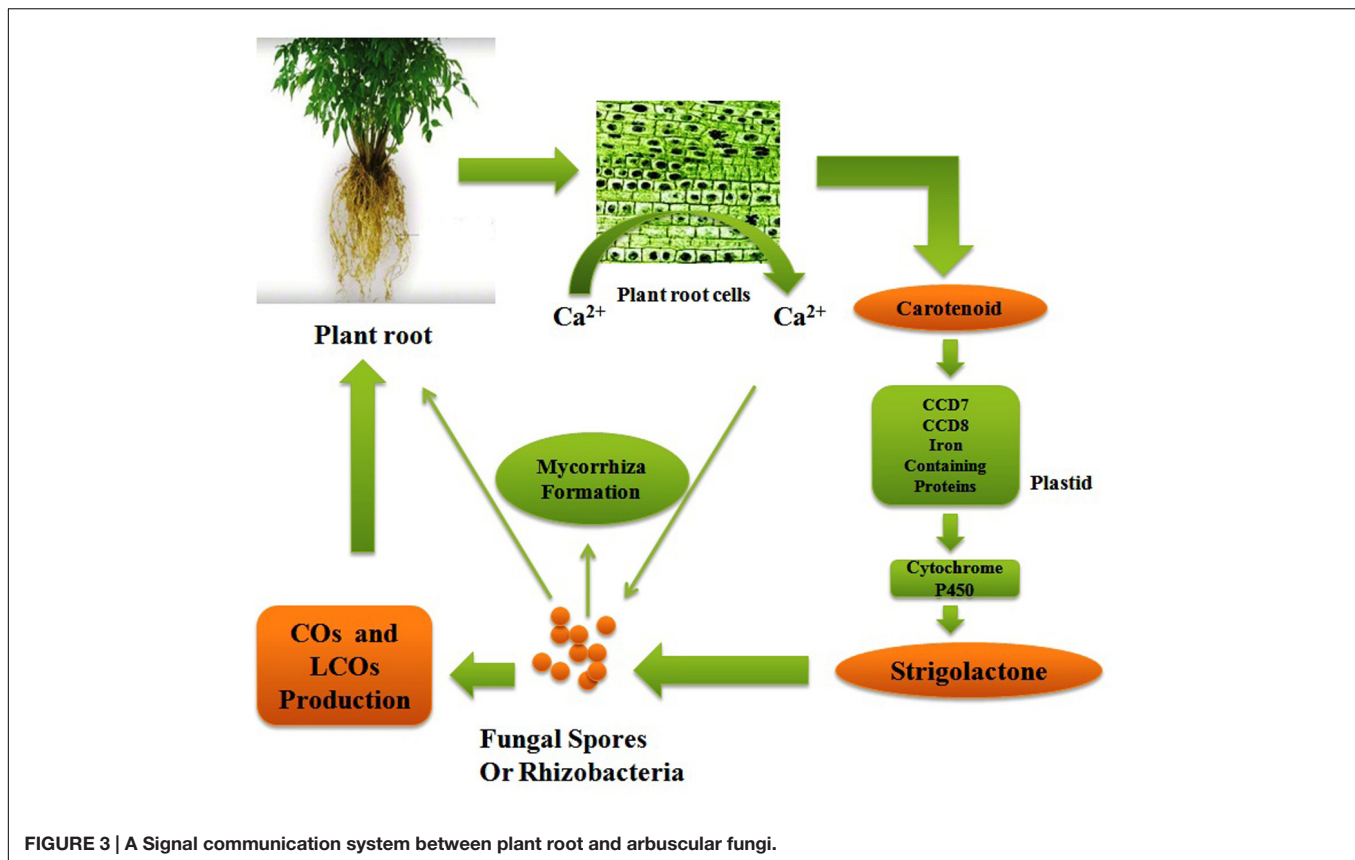 Plant root
Plant root cells
Ca²⁺
Ca²⁺
Carotenoid
CCD7
CCD8
Iron
Containing
Proteins
Plastid
Cytochrome
P450
Strigolactone
Mycorrhiza
Formation
COs and
LCOs
Production
Fungal Spores
Or Rhizobacteria
FIGURE 3 | A Signal communication system between plant root and arbuscular fungi.